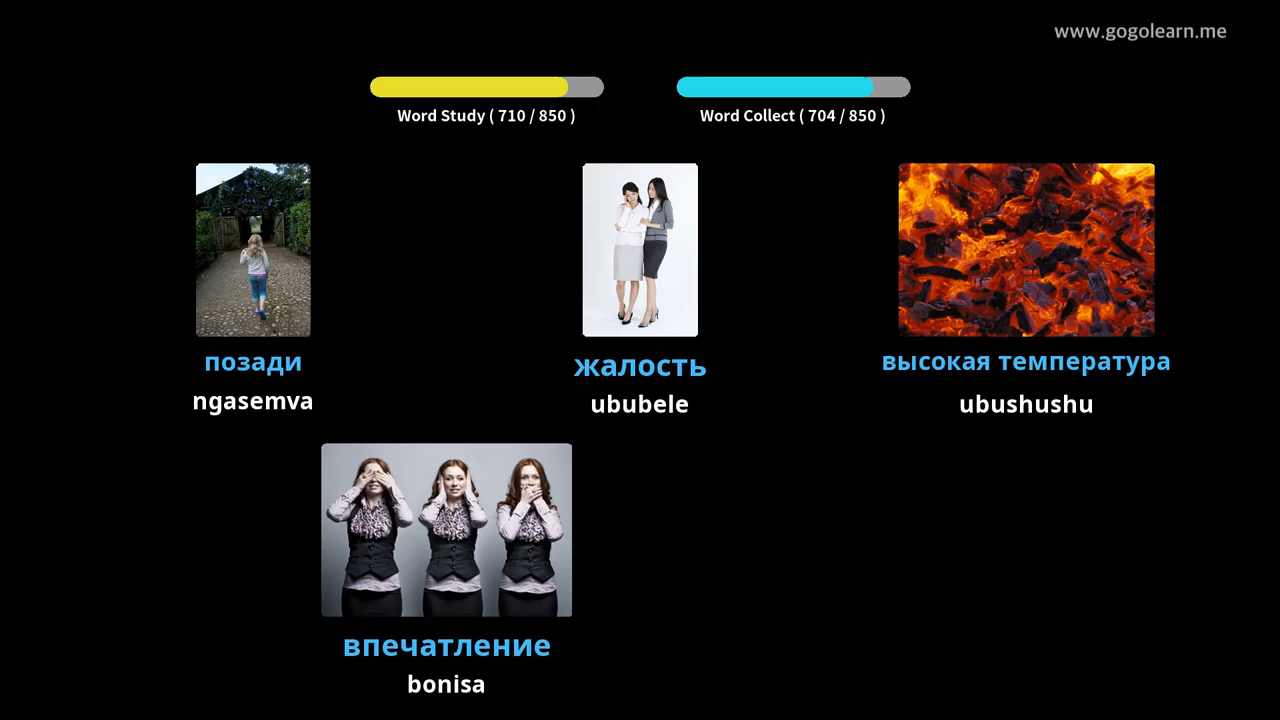 www.gogolearn.me
Word Study ( 710 / 850 )
Word Collect ( 704 / 850 )
позади
ngasemva
жалость
ububele
высокая температура
ubushushu
впечатление
bonisa